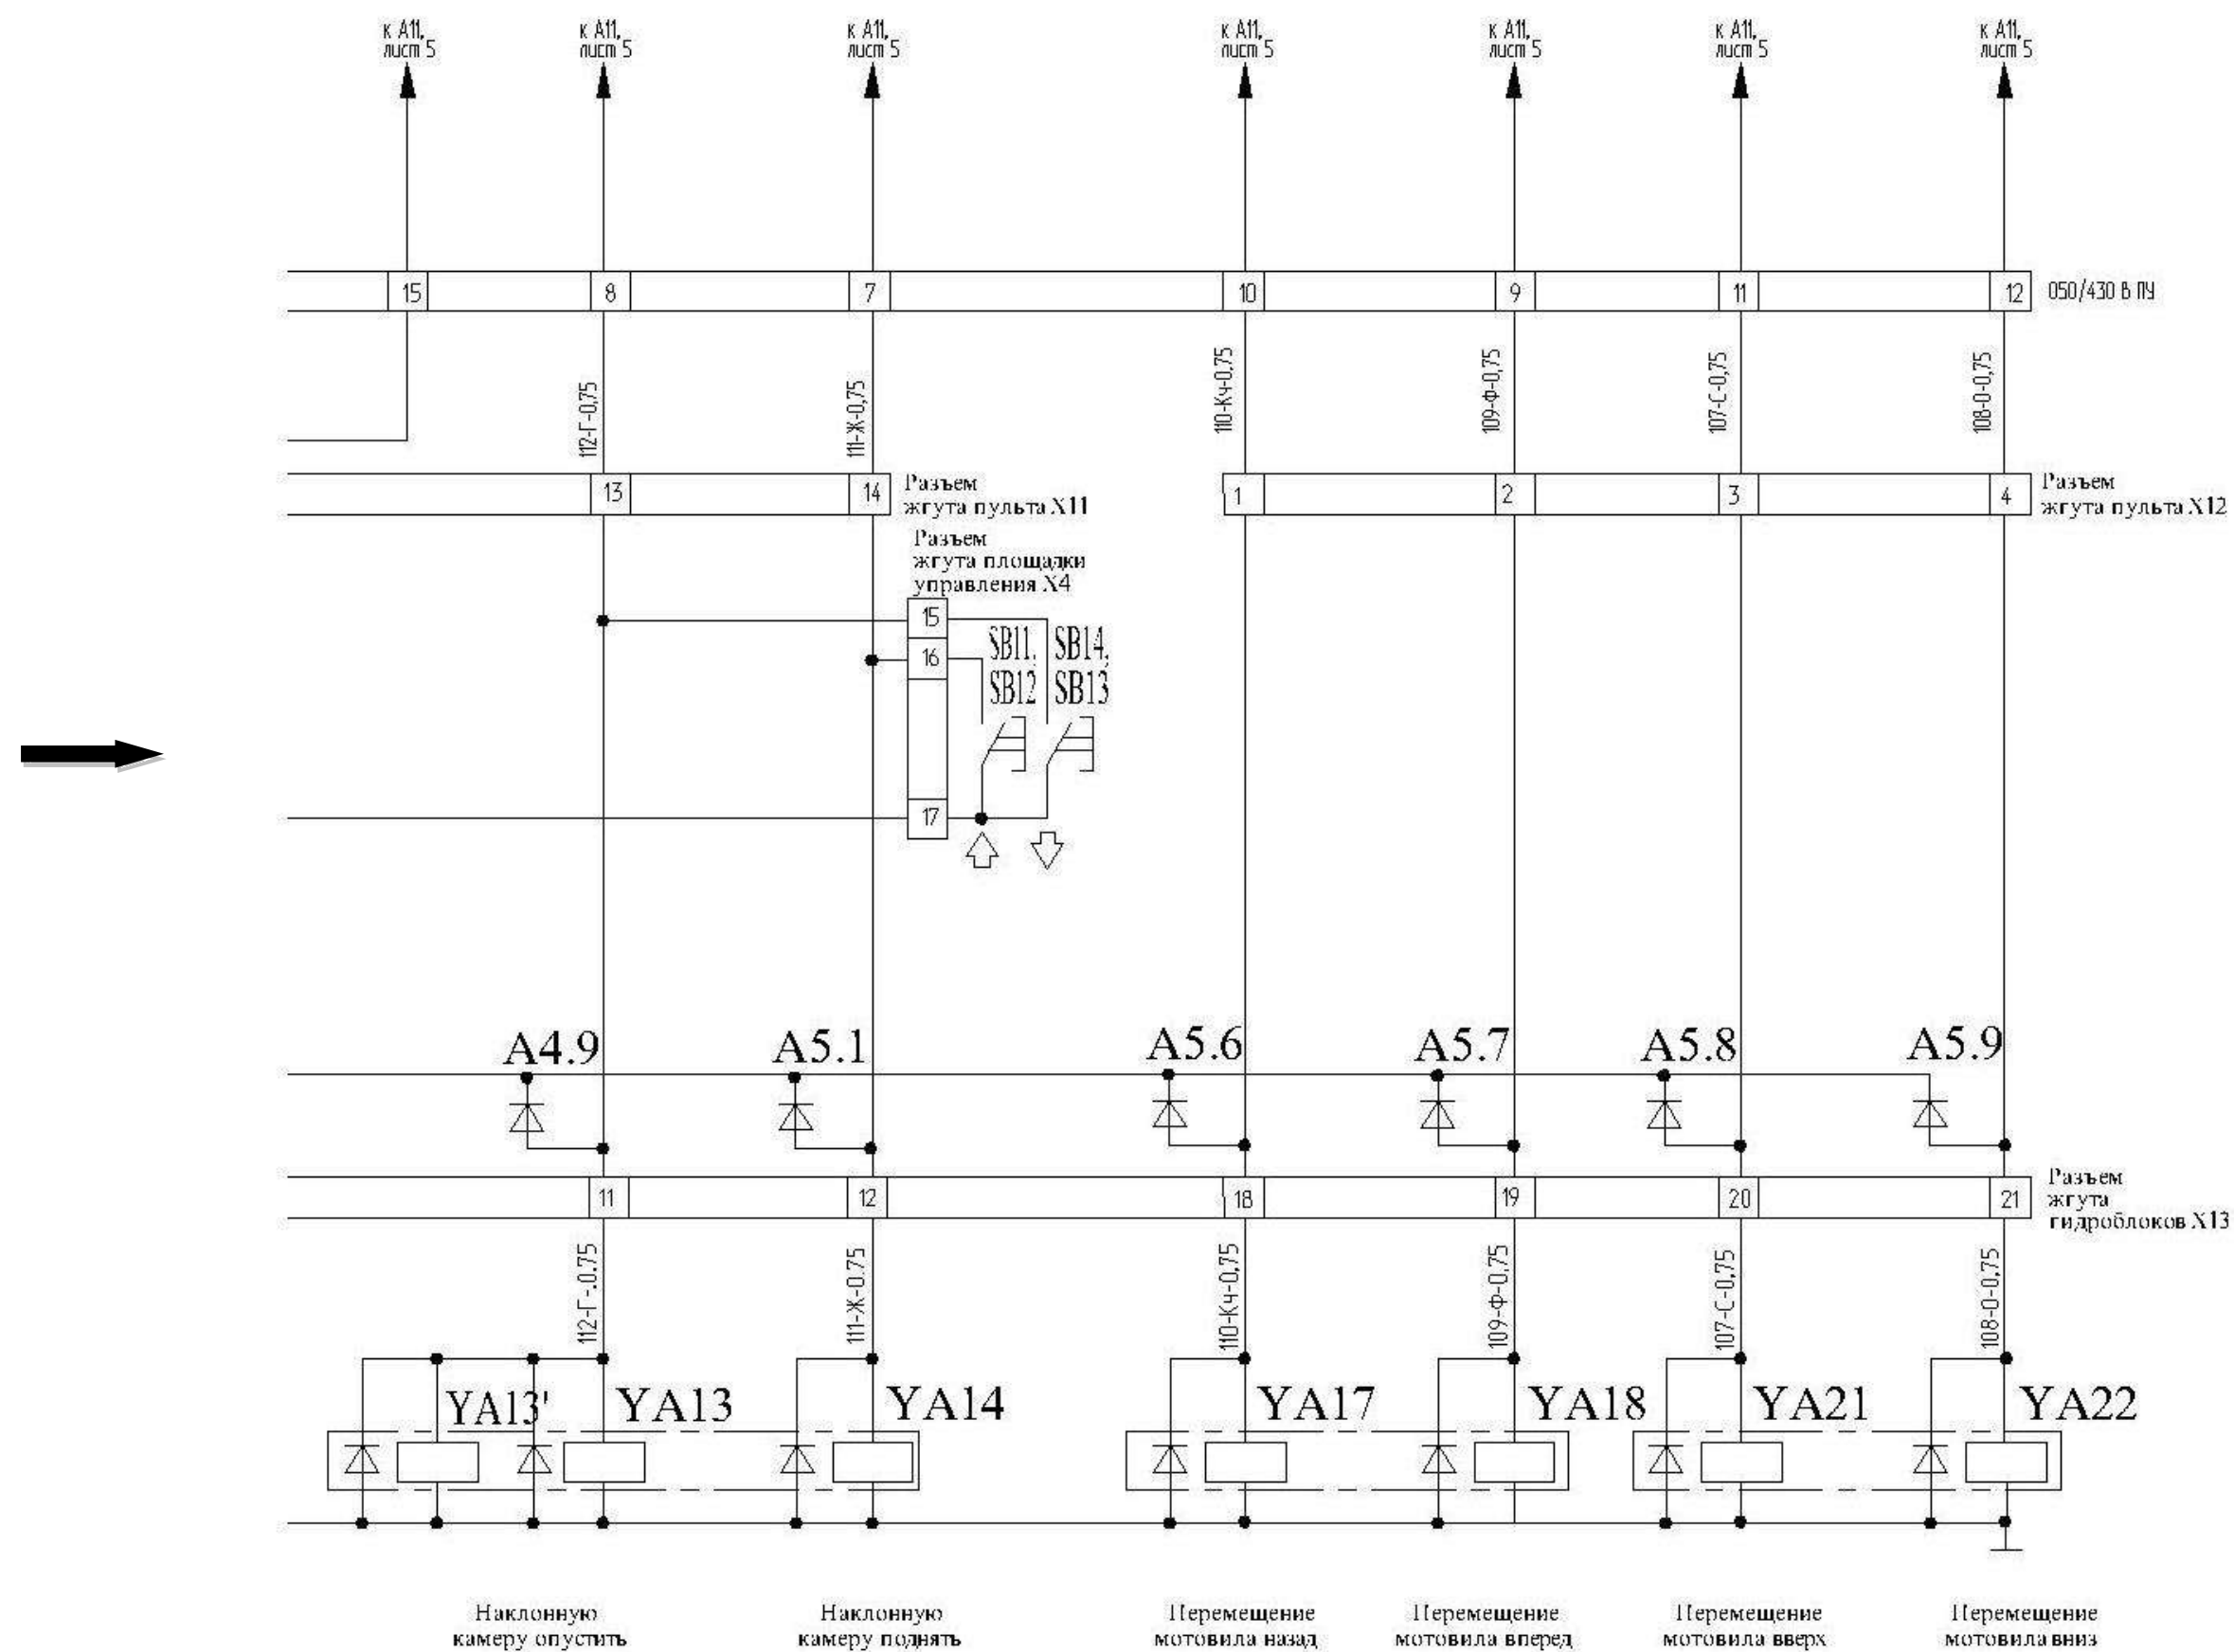 к А11,
лист 5
к А11,
лист 5
к А11,
лист 5
к А11,
лист 5
к А11,
лист 5
к А11,
лист 5
к А11,
лист 5
15
8
7
10
9
11
12
050/430 В ПУ
112-Г-0,75
111-Ж-0,75
110-Кч-0,75
109-Ф-0,75
107-С-0,75
108-О-0,75
13
14
Разъем
жгута пульта X11
1
2
3
4
Разъем
жгута пульта X12
Разъем
жгута площадки
управления X4
15
16
17
SB11,
SB12
SB14,
SB13
A4.9
A5.1
A5.6
A5.7
A5.8
A5.9
11
12
18
19
20
21
Разъем
жгута
гидроблоков X13
112-Г-.0.75
111-Ж-0.75
110-Кч-0,75
109-Ф-0,75
107-С-0,75
108-О-0,75
YA13'
YA13
YA14
YA17
YA18
YA21
YA22
Наклонную
камеру опустить
Наклонную
камеру поднять
Перемещение
мотовила назад
Перемещение
мотовила вперед
Перемещение
мотовила вверх
Перемещение
мотовила вниз